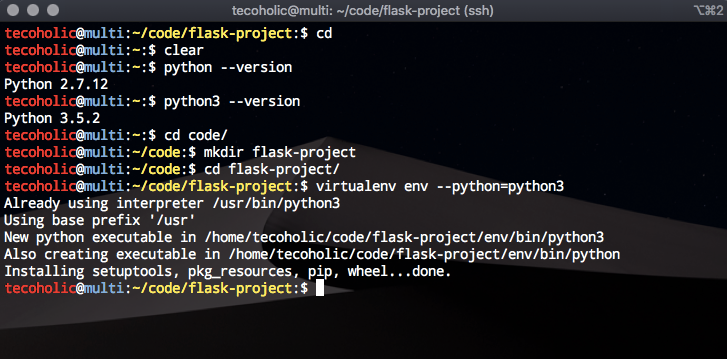 tecoholic@multi: ~/code/flask-project (ssh)
⌥⌘2
tecoholic@multi:~/code/flask-project:$ cd
tecoholic@multi:~:$ clear
tecoholic@multi:~:$ python --version
Python 2.7.12
tecoholic@multi:~:$ python3 --version
Python 3.5.2
tecoholic@multi:~:$ cd code/
tecoholic@multi:~/code:$ mkdir flask-project
tecoholic@multi:~/code:$ cd flask-project/
tecoholic@multi:~/code/flask-project:$ virtualenv env --python=python3
Already using interpreter /usr/bin/python3
Using base prefix '/usr'
New python executable in /home/tecoholic/code/flask-project/env/bin/python3
Also creating executable in /home/tecoholic/code/flask-project/env/bin/python
Installing setuptools, pkg_resources, pip, wheel...done.
tecoholic@multi:~/code/flask-project:$